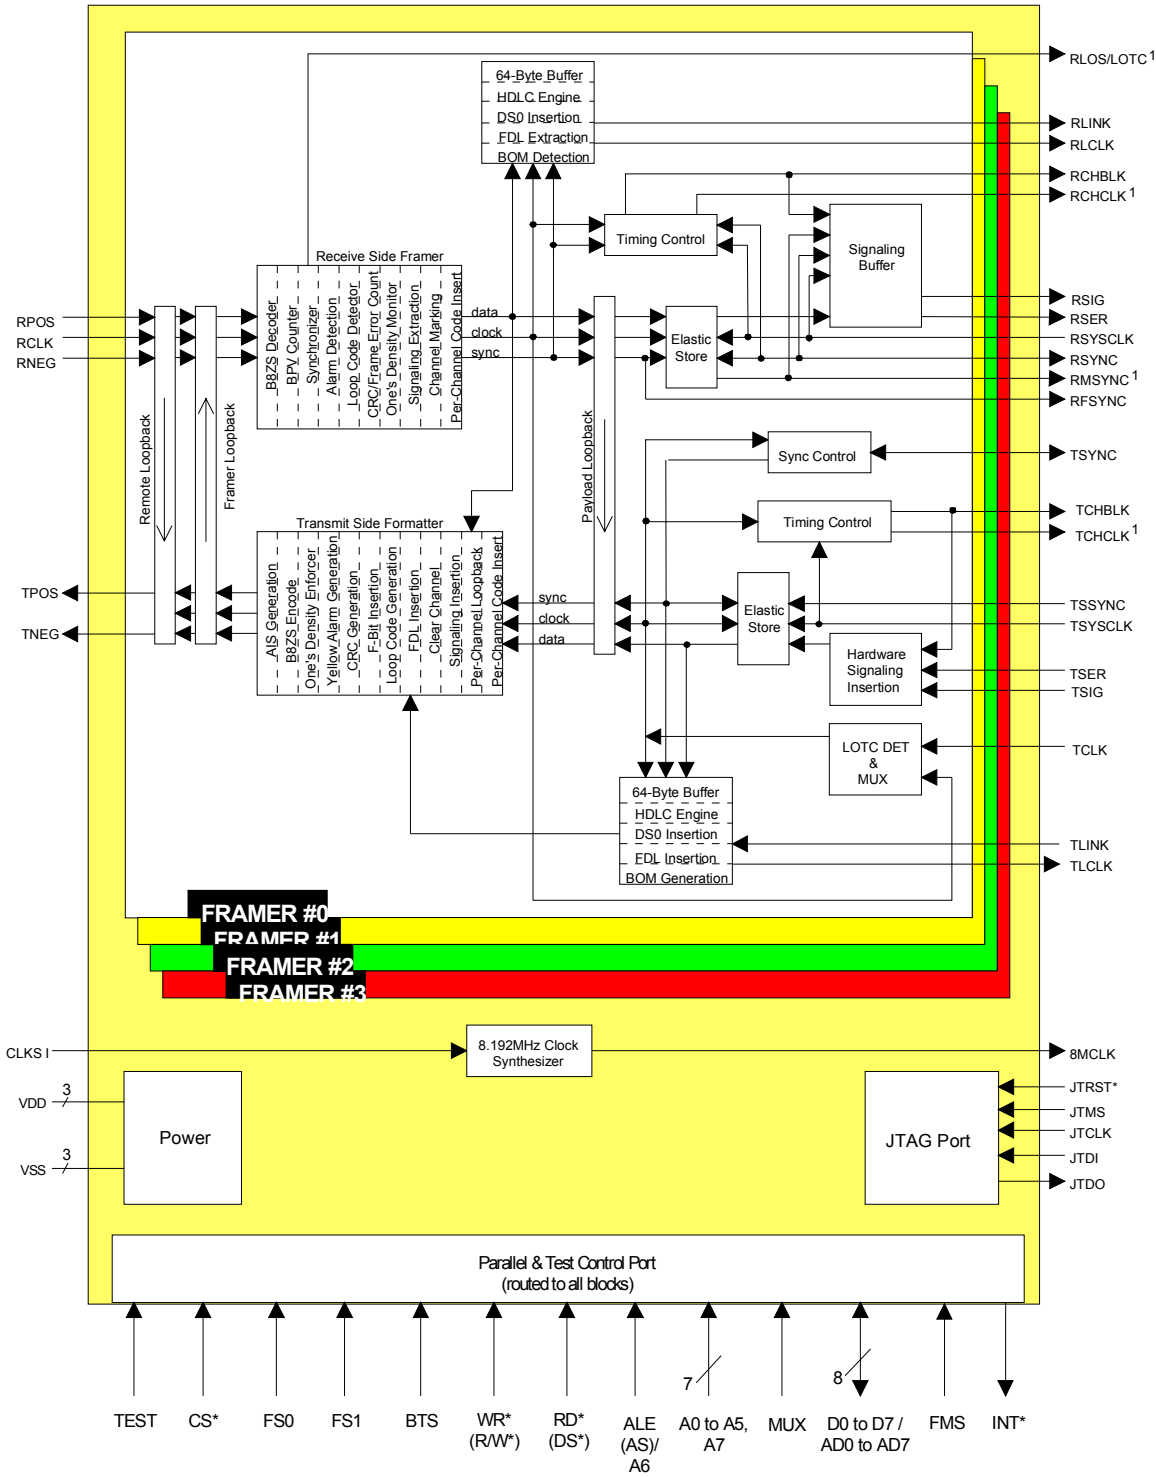 RLOS/LOTC 1
64-Byte Buffer
HDLC Engine
DS0 Insertion
FDL Extraction
BOM Detection
RLINK
RLCLK
RCHBLK
RCHCLK 1
Timing Control
Signaling
Buffer
Receive Side Framer
B8ZS Decoder
BPV Counter
Synchronizer
Alarm Detection
Loop Code Detector
CRC/Frame Error Count
One's Density Monitor
Signaling Extraction
Channel Marking
Per-Channel Code Insert
RPOS
RCLK
RNEG
data
clock
sync
Elastic
Store
RSIG
RSER
RSYSCLK
RSYNC
RMSYNC 1
RFSYNC
Remote Loopback
Framer Loopback
Payload Loopback
Sync Control
TSYNC
Timing Control
TCHBLK
TCHCLK 1
Transmit Side Formatter
AIS Generation
B8ZS Encode
One's Density Enforcer
Yellow Alarm Generation
CRC Generation
F-Bit Insertion
Loop Code Generation
FDL Insertion
Clear Channel
Signaling Insertion
Per-Channel Loopback
Per-Channel Code Insert
TPOS
TNEG
sync
clock
data
Elastic
Store
TSSYNC
TSYSCLK
Hardware
Signaling
Insertion
TSER
TSIG
LOTC DET
&
MUX
TCLK
64-Byte Buffer
HDLC Engine
DS0 Insertion
FDL Insertion
BOM Generation
TLINK
TLCLK
FRAMER #0
FRAMER #1
FRAMER #2
FRAMER #3
CLKS I
8.192MHz Clock
Synthesizer
8MCLK
VDD
3
VSS
3
Power
JTAG Port
JTRST*
JTMS
JTCLK
JTDI
JTDO
Parallel & Test Control Port
(routed to all blocks)
7
8
TEST
CS*
FS0
FS1
BTS
WR*
(R/W*)
RD*
(DS*)
ALE
(AS)/
A6
A0 to A5,
A7
MUX
D0 to D7 /
AD0 to AD7
FMS
INT*